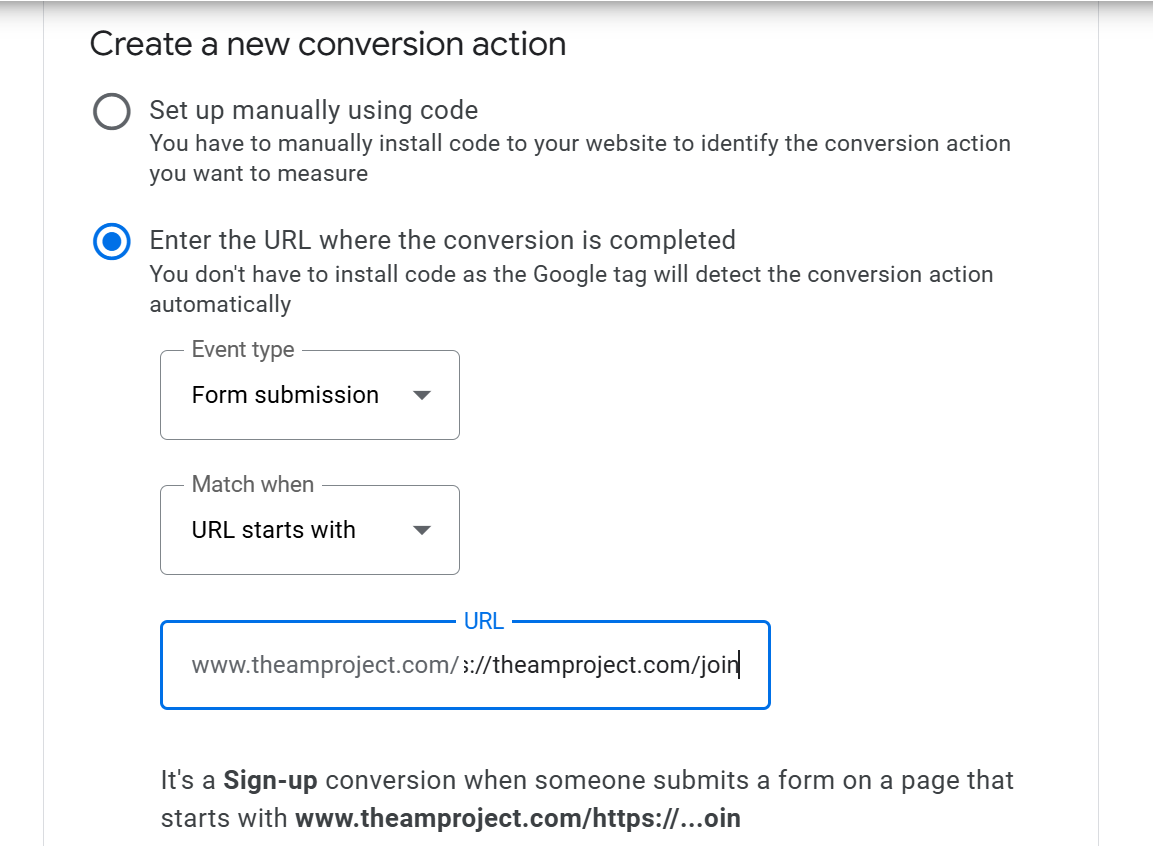 Create a new conversion action
Set up manually using code
You have to manually install code to your website to identify the conversion action
you want to measure
Enter the URL where the conversion is completed
You don't have to install code as the Google tag will detect the conversion action
automatically
Event type
Form submission
Match when
URL starts with
URL
www.theamproject.com/s://theamproject.com/join
It's a Sign-up conversion when someone submits a form on a page that
starts with www.theamproject.com/https://...oin